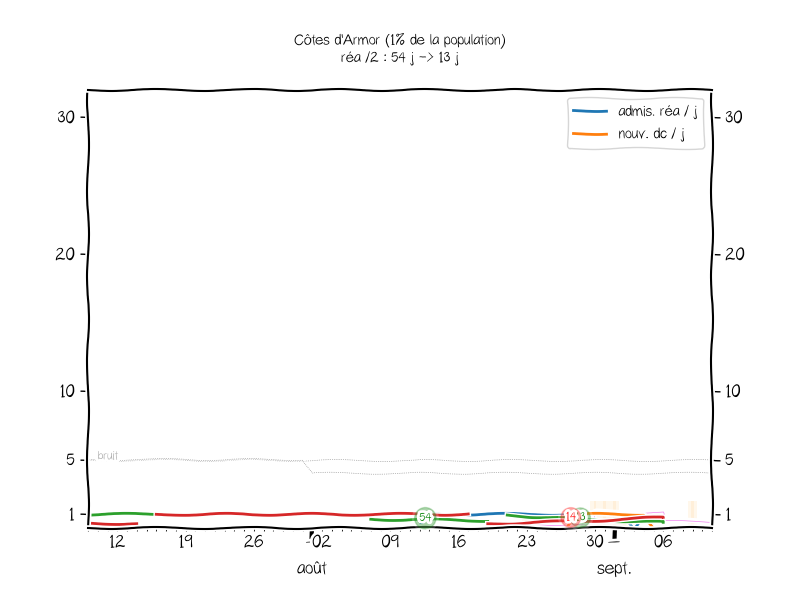 Côtes d'Armor (1% de la population)
réa /2 : 54 j -> 13 j
admis. réa / j
nouv. dc / j
30 30
20 20
10 10
bruit
5 5
1 1
54 14 3
12 19 26 02 09 16 23 30 06
août sept.